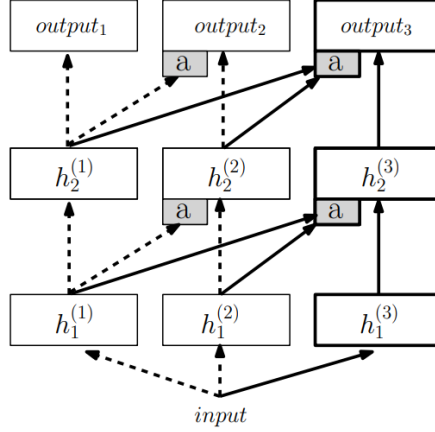 output₁ output₂ output₃
a a
h₂⁽¹⁾ h₂⁽²⁾ h₂⁽³⁾
a a
h₁⁽¹⁾ h₁⁽²⁾ h₁⁽³⁾
input